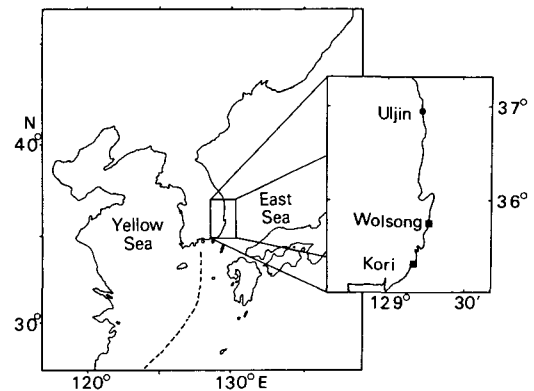 N
40°
30°
120°
130°E
Yellow
Sea
East
Sea
Uljin
Wolsong
Kori
37°
36°
129°
30'